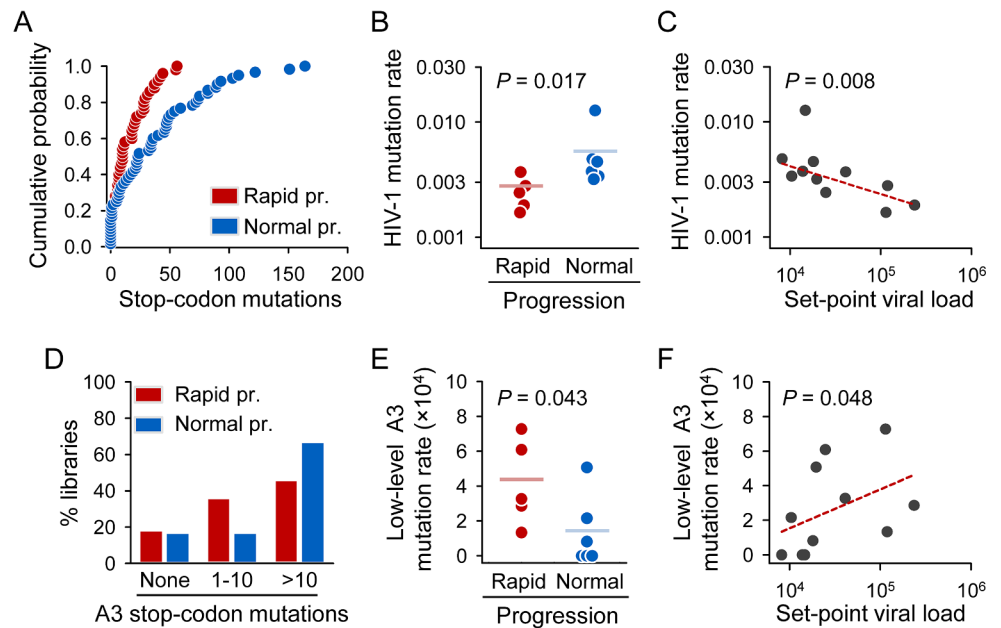 A
Cumulative probability
1.0
0.8
0.6
0.4
0.2
0.0
Rapid pr.
Normal pr.
0
50
100
150
200
Stop-codon mutations
B
HIV-1 mutation rate
0.030
0.010
0.003
0.001
P = 0.017
Rapid
Normal
Progression
C
HIV-1 mutation rate
0.030
0.010
0.003
0.001
P = 0.008
10⁴
10⁵
10⁶
Set-point viral load
D
% libraries
100
80
60
40
20
0
Rapid pr.
Normal pr.
None
1-10
>10
A3 stop-codon mutations
E
Low-level A3
mutation rate (×10⁴)
10
8
6
4
2
0
P = 0.043
Rapid
Normal
Progression
F
Low-level A3
mutation rate (×10⁴)
10
8
6
4
2
0
P = 0.048
10⁴
10⁵
10⁶
Set-point viral load